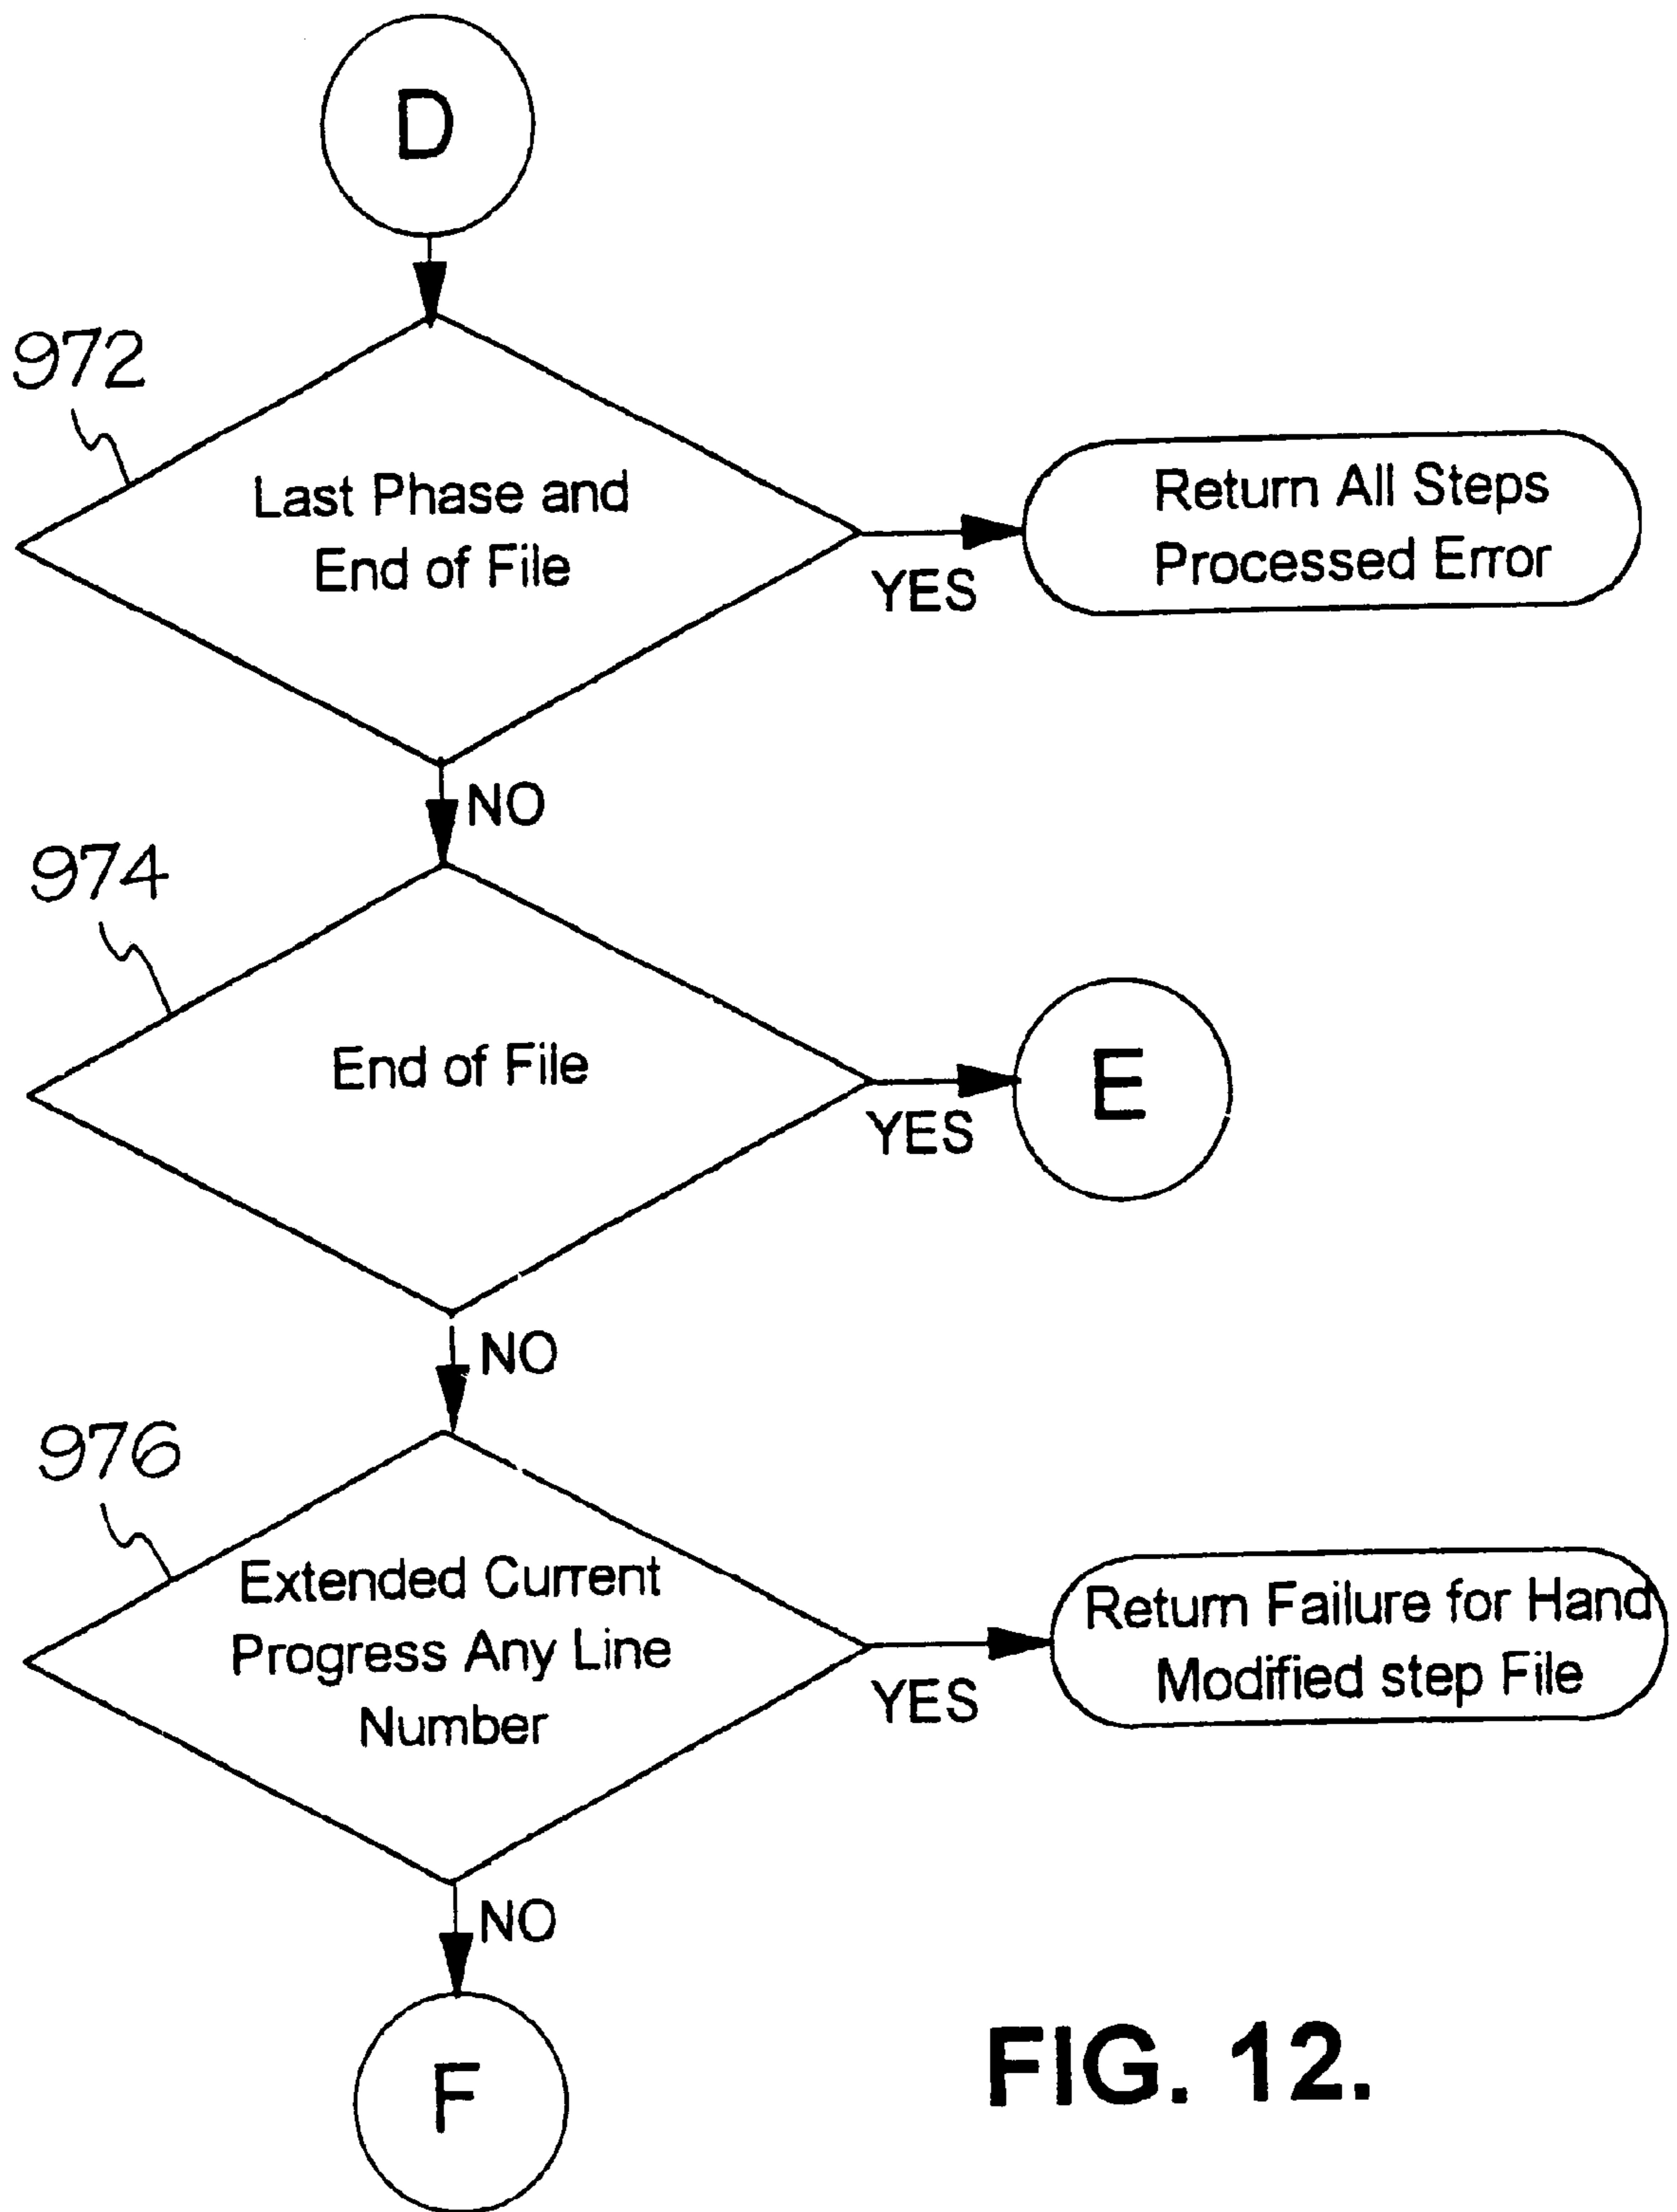 D
972
Last Phase and
End of File
YES
Return All Steps
Processed Error
NO
974
End of File
YES
E
NO
976
Extended Current
Progress Any Line
Number
YES
Return Failure for Hand
Modified step File
NO
F
FIG. 12.